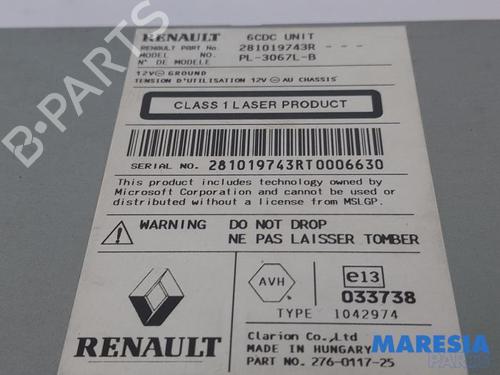 RENAULT 6CDC UNIT
RENAULT PART No. 281019743R - - -
MODEL NO. PL-3067L-B
N° DE MODELE
12V⎓ GROUND
TENSION D'UTILISATION 12V⎓ AU CHASSIS
CLASS 1 LASER PRODUCT
SERIAL NO. 281019743RT0006630
This product includes technology owned by
Microsoft Corporation and cannot be used or
distributed without a license from MSLGP.
WARNING DO NOT DROP
NE PAS LAISSER TOMBER
AVH
e13
033738
TYPE 1042974
RENAULT
Clarion Co.,Ltd
MADE IN HUNGARY
PART NO. 276-0117-25
B-PARTS
MARESIA